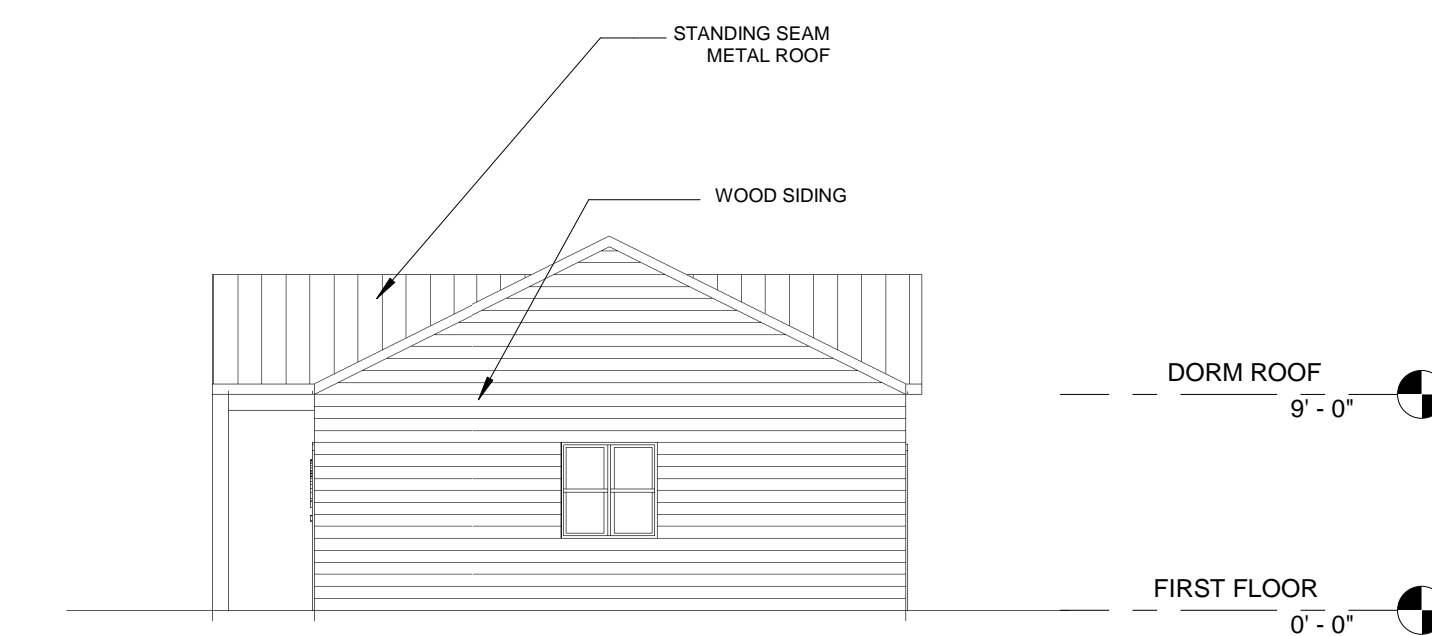 STANDING SEAM
METAL ROOF
WOOD SIDING
DORM ROOF
9' - 0"
FIRST FLOOR
0' - 0"